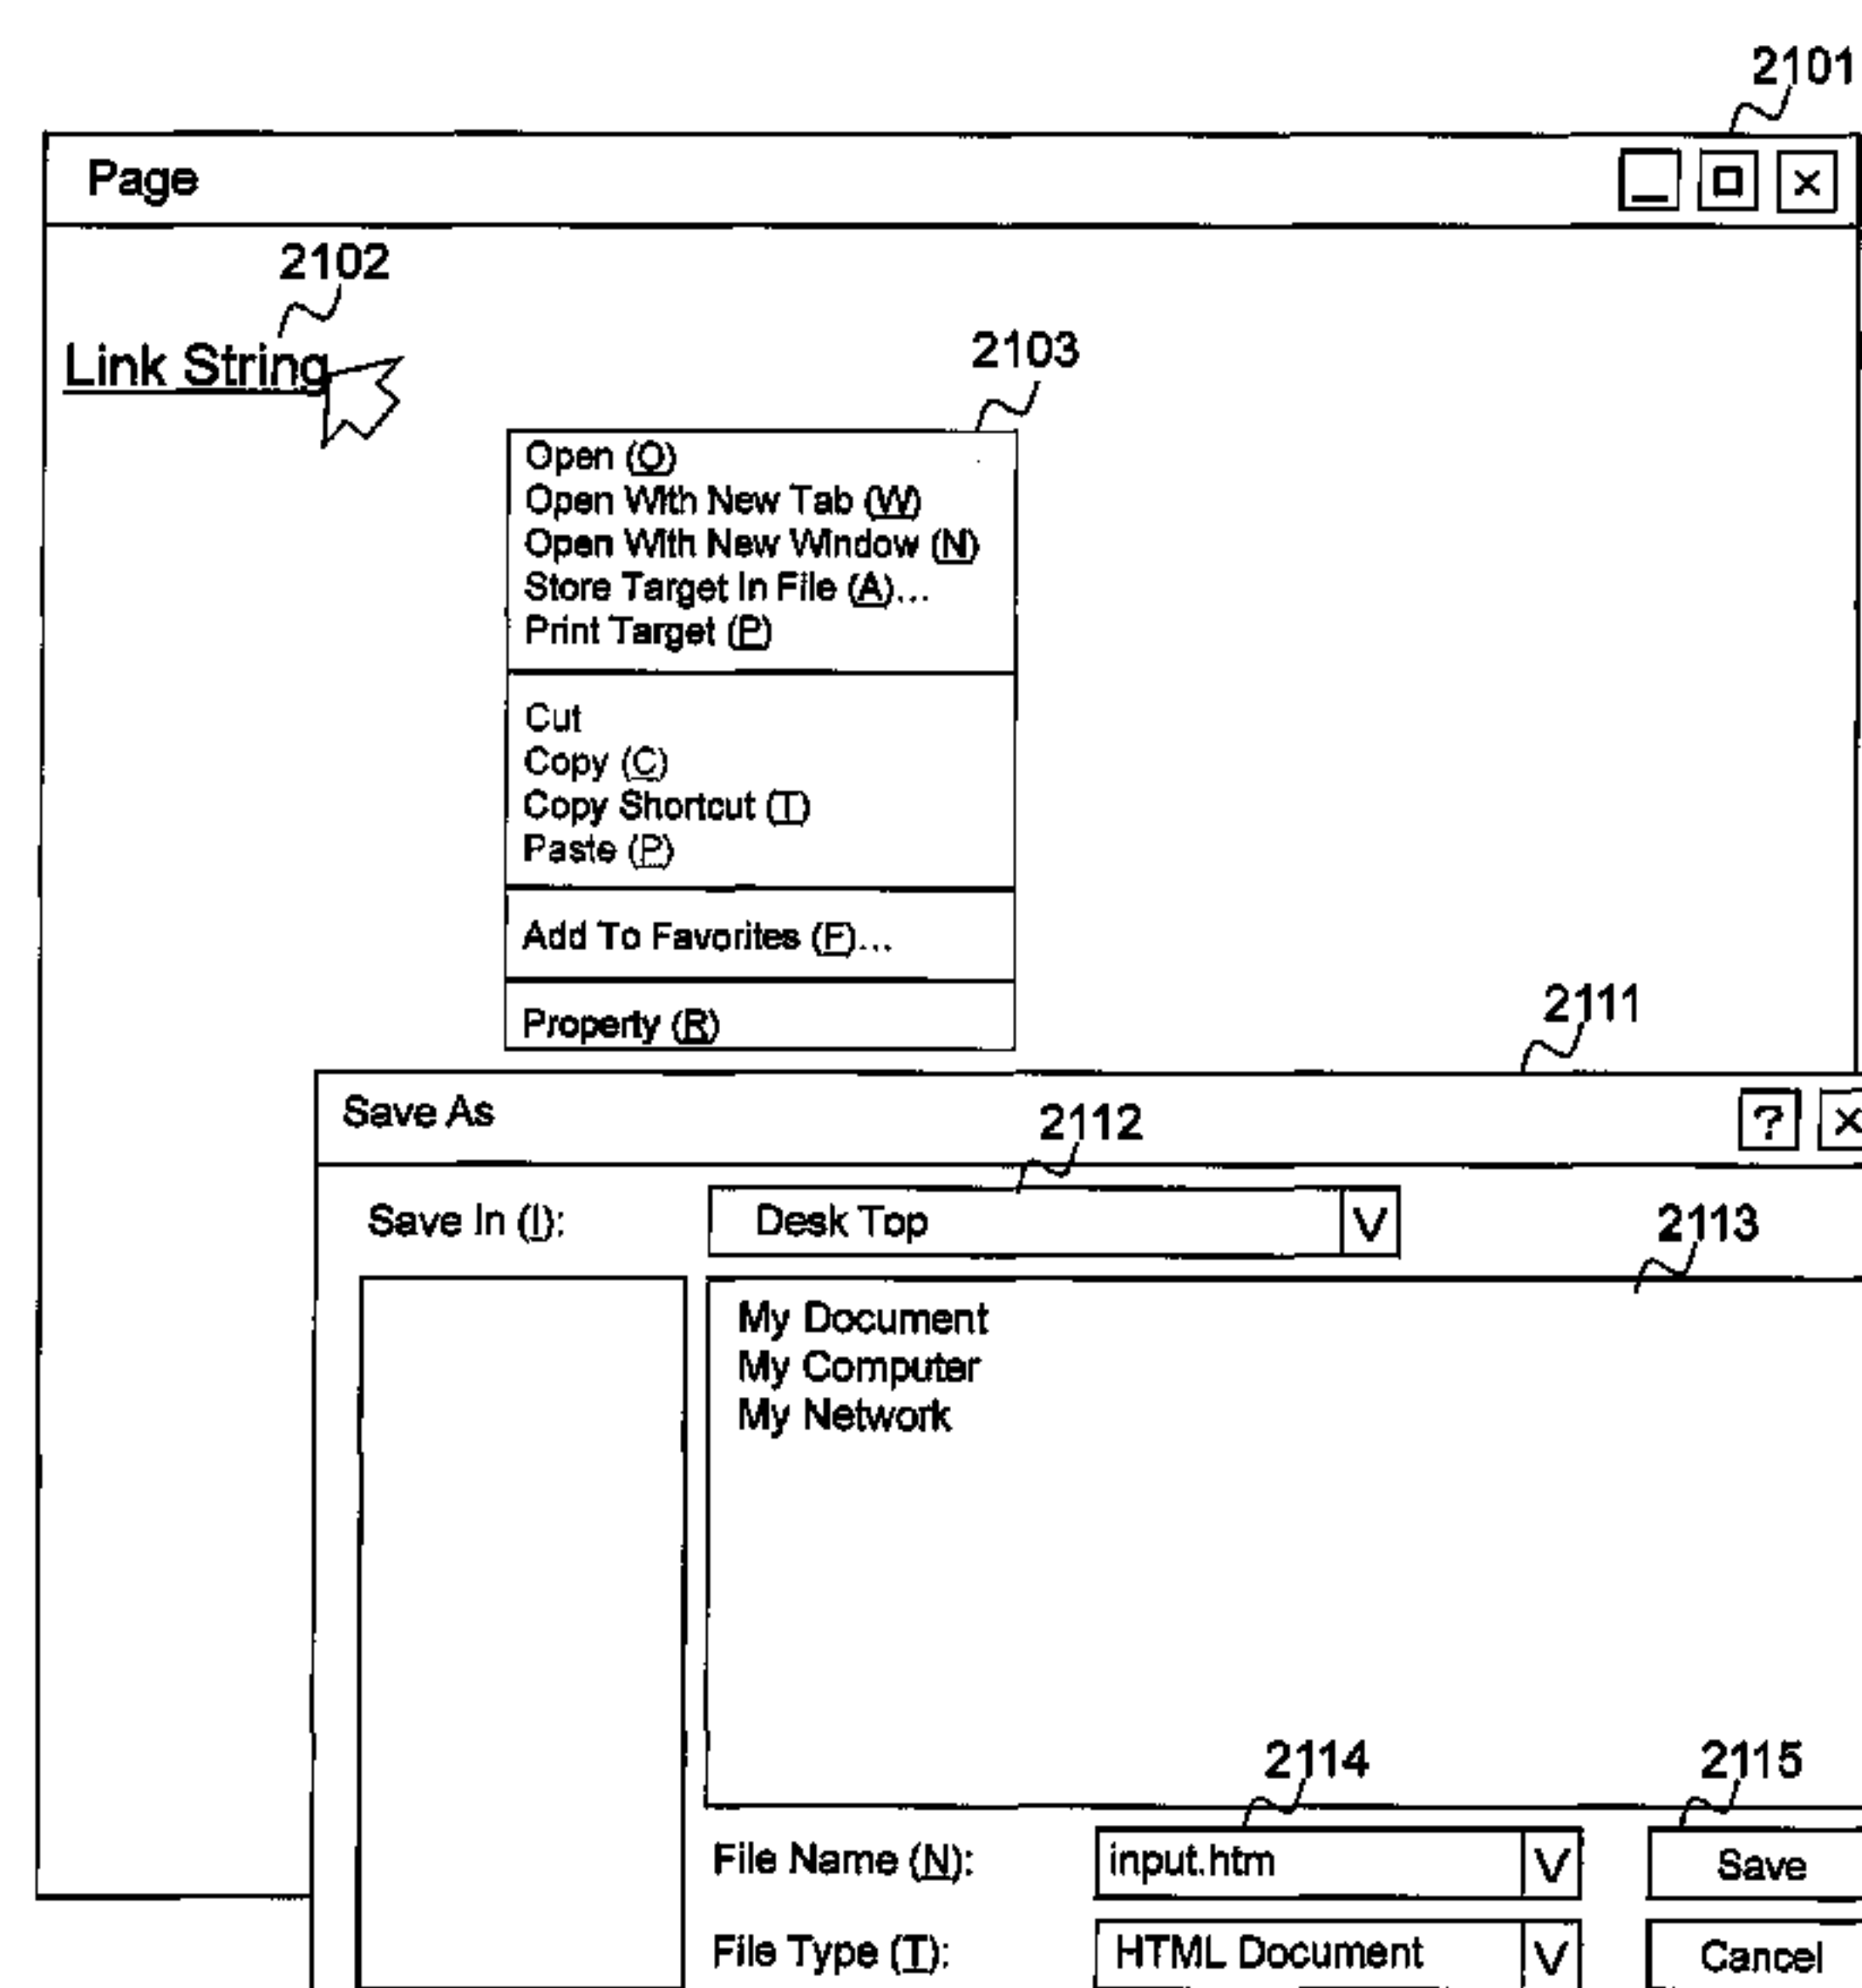 2101
Page
2102
Link String
2103
Open (O)
Open With New Tab (W)
Open With New Window (N)
Store Target In File (A)...
Print Target (P)
Cut
Copy (C)
Copy Shortcut (T)
Paste (P)
Add To Favorites (F)...
Property (R)
2111
Save As
?
2112
Save In (I):
Desk Top
V
2113
My Document
My Computer
My Network
2114
2115
File Name (N):
input.htm
V
Save
File Type (T):
HTML Document
V
Cancel